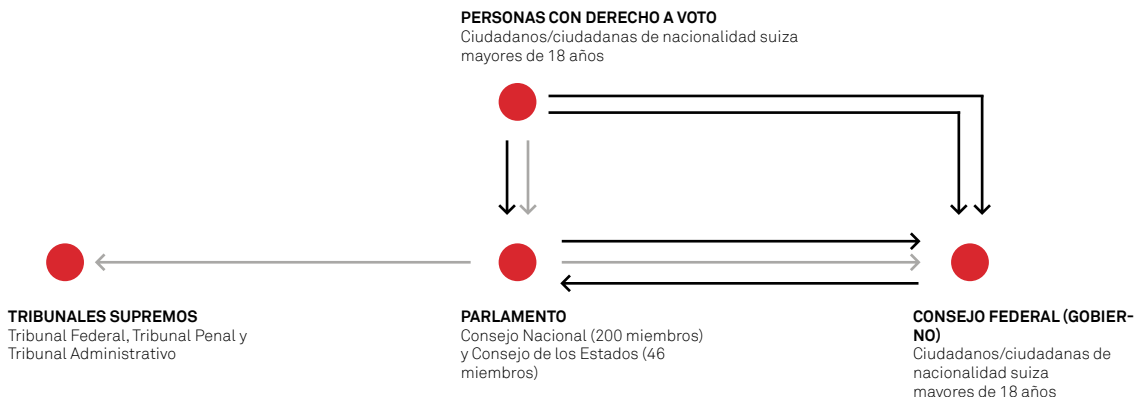 PERSONAS CON DERECHO A VOTO
Ciudadanos/ciudadanas de nacionalidad suiza
mayores de 18 años
TRIBUNALES SUPREMOS
Tribunal Federal, Tribunal Penal y
Tribunal Administrativo
PARLAMENTO
Consejo Nacional (200 miembros)
y Consejo de los Estados (46
miembros)
CONSEJO FEDERAL (GOBIER-
NO)
Ciudadanos/ciudadanas de
nacionalidad suiza
mayores de 18 años